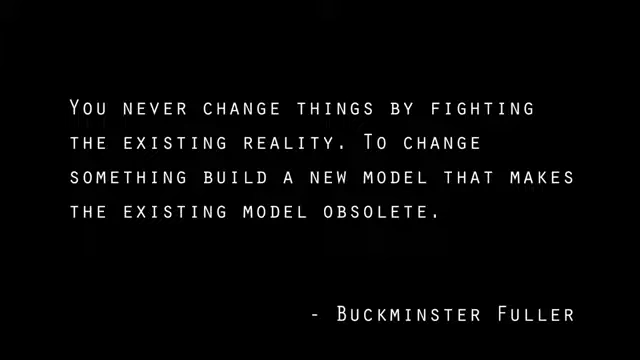 You never change things by fighting
the existing reality. To change
something build a new model that makes
the existing model obsolete.
- Buckminster Fuller